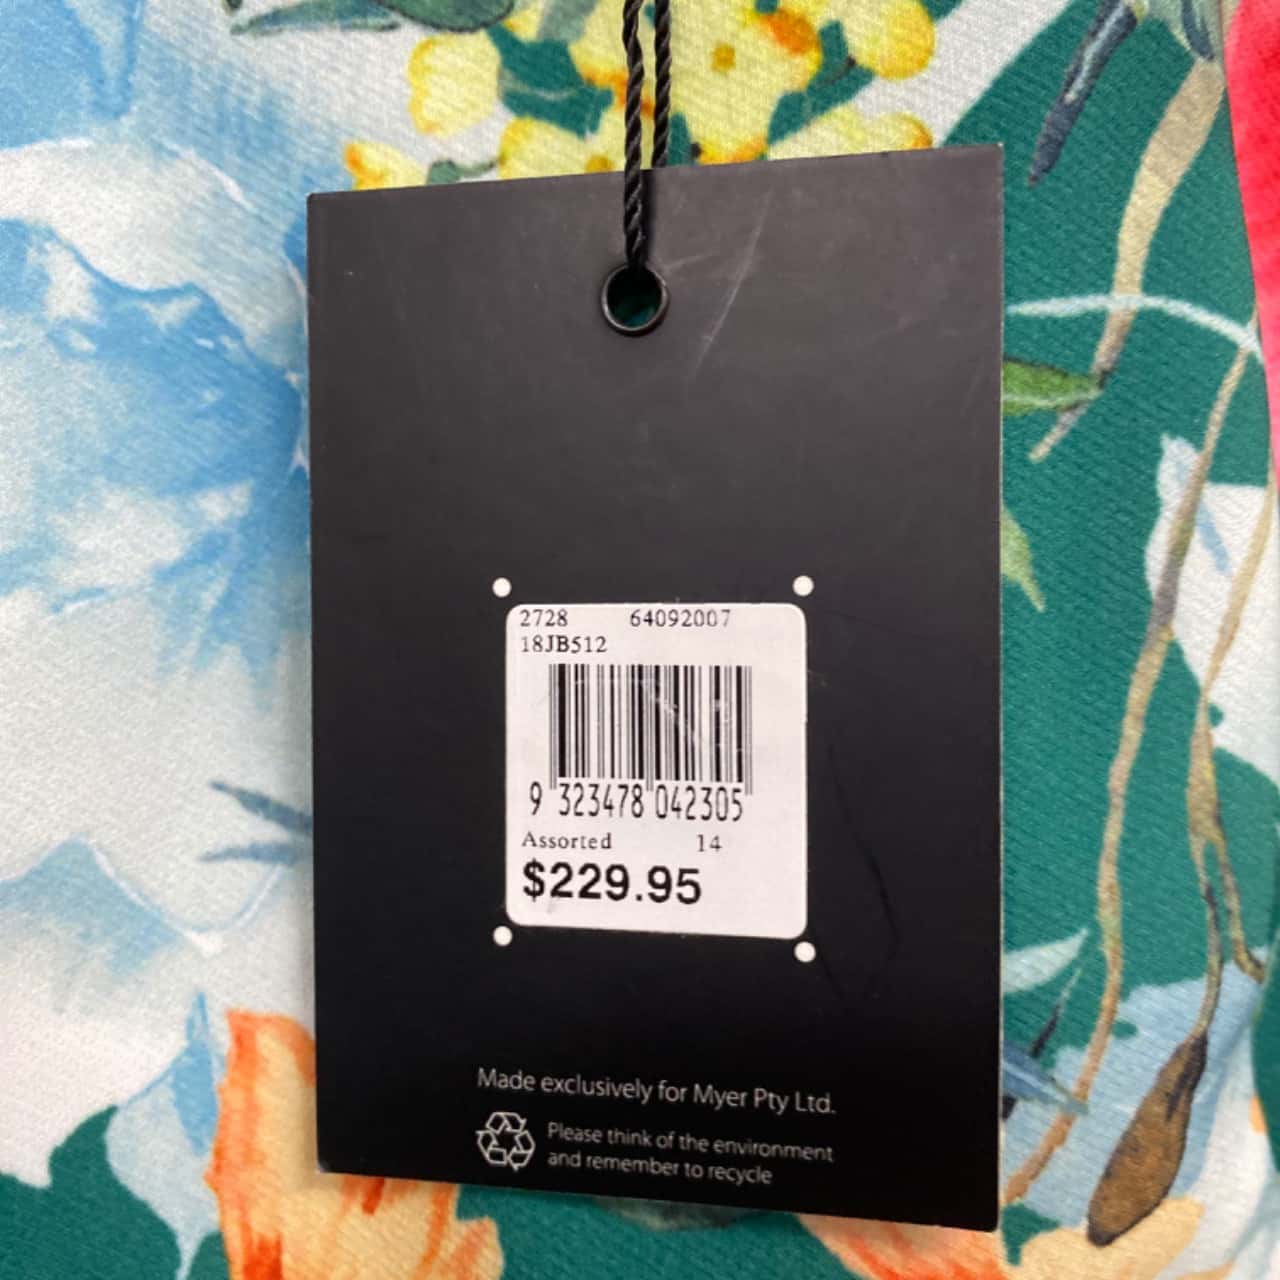 2728 64092007
18JB512
9 323478 042305
Assorted 14
$229.95
Made exclusively for Myer Pty Ltd.
Please think of the environment
and remember to recycle